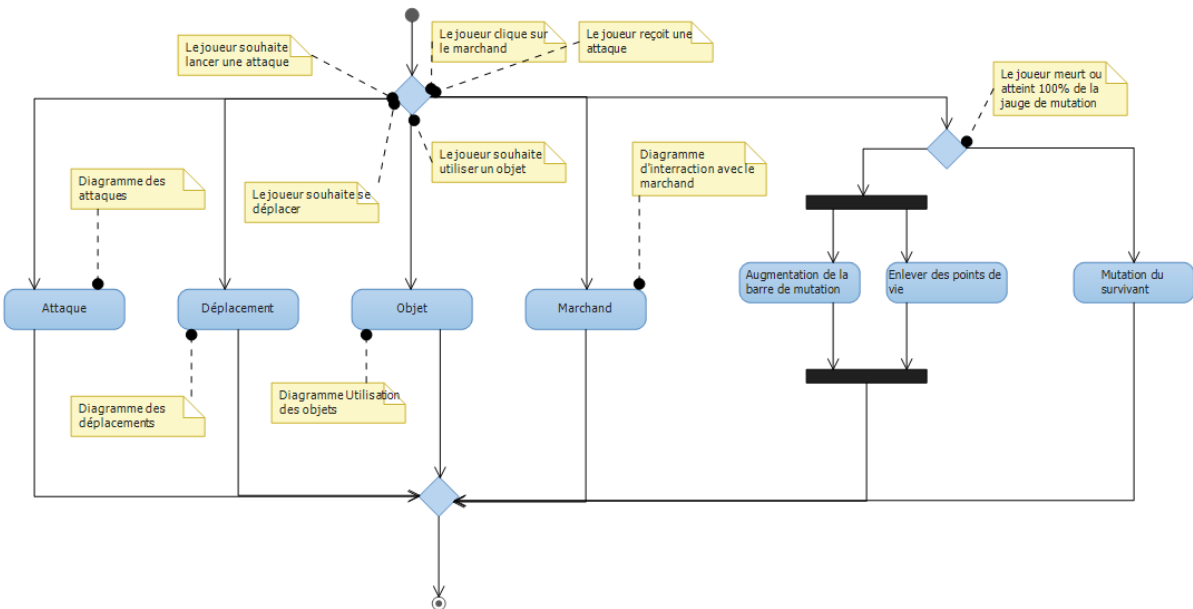 Le joueur souhaite
lancer une attaque
Le joueur clique sur
le marchand
Le joueur reçoit une
attaque
Le joueur meurt ou
atteint 100% de la
jauge de mutation
Diagramme des
attaques
Le joueur souhaite se
déplacer
Le joueur souhaite
utiliser un objet
Diagramme
d'interraction avec le
marchand
Attaque
Déplacement
Objet
Marchand
Augmentation de la
barre de mutation
Enlever des points de
vie
Mutation du
survivant
Diagramme des
déplacements
Diagramme Utilisation
des objets